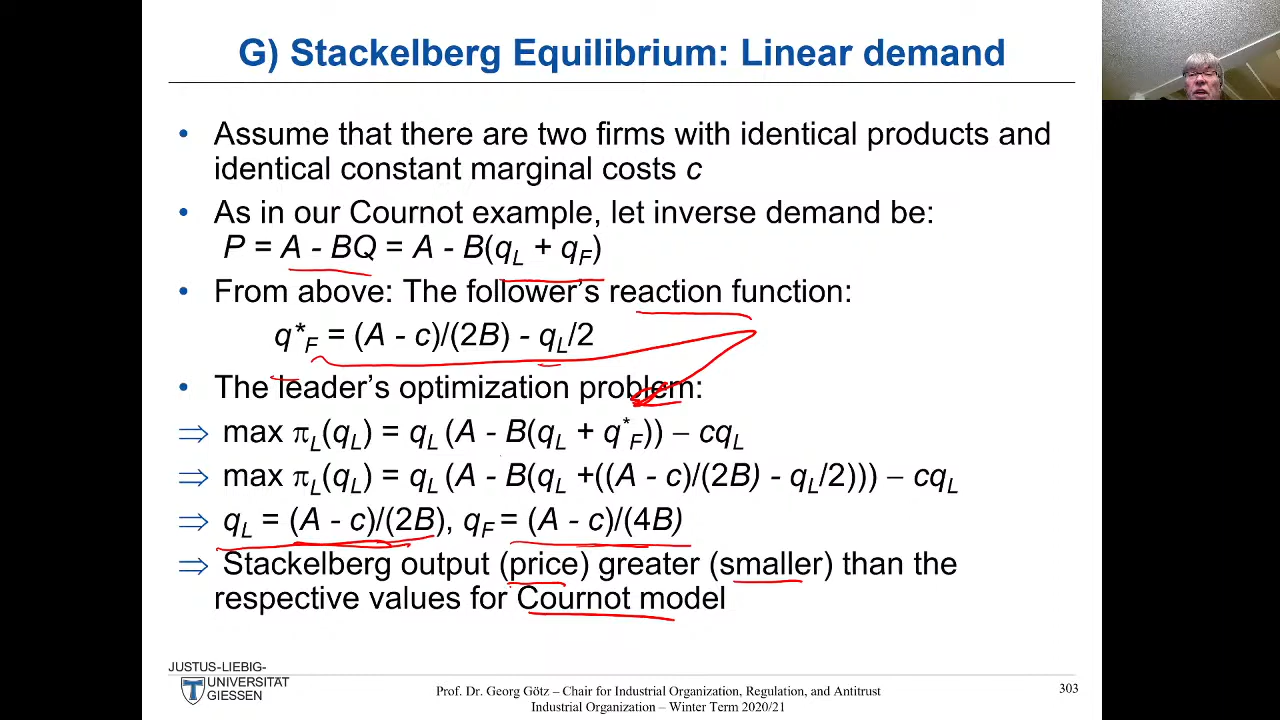 G) Stackelberg Equilibrium: Linear demand
• Assume that there are two firms with identical products and
identical constant marginal costs c
• As in our Cournot example, let inverse demand be:
P = A - BQ = A - B(qL + qF)
• From above: The follower's reaction function:
q*F = (A - c)/(2B) - qL/2
• The leader's optimization problem:
⇒ max πL(qL) = qL (A - B(qL + q*F)) – cqL
⇒ max πL(qL) = qL (A - B(qL +((A - c)/(2B) - qL/2))) – cqL
⇒ qL = (A - c)/(2B), qF = (A - c)/(4B)
⇒ Stackelberg output (price) greater (smaller) than the
respective values for Cournot model
JUSTUS-LIEBIG-
UNIVERSITÄT
GIESSEN
Prof. Dr. Georg Götz – Chair for Industrial Organization, Regulation, and Antitrust
Industrial Organization – Winter Term 2020/21
303